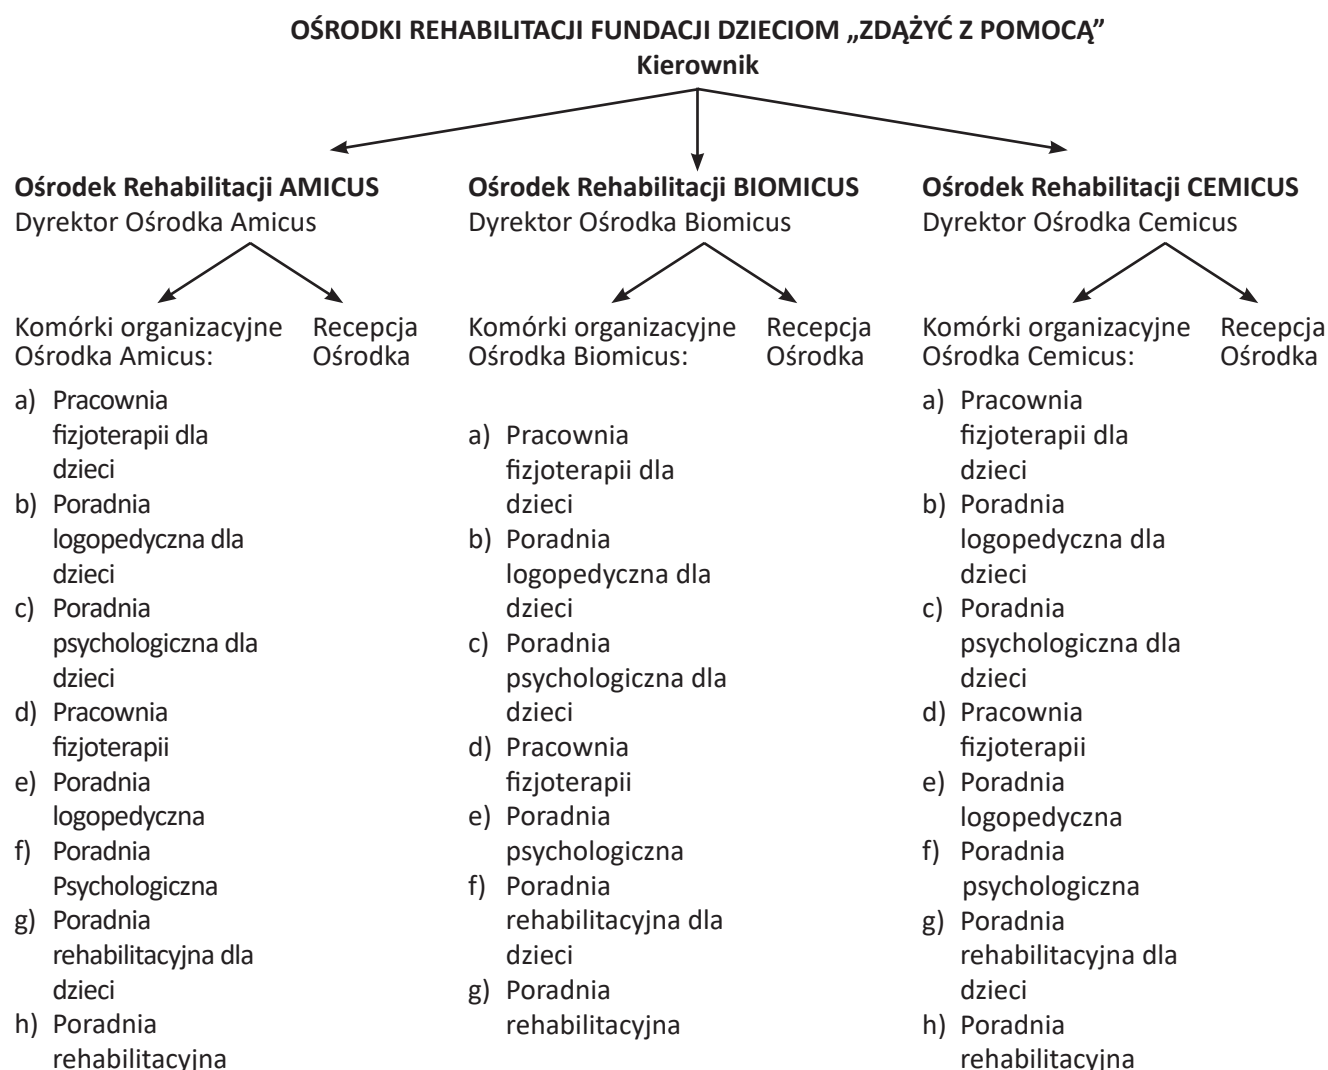 OŚRODKI REHABILITACJI FUNDACJI DZIECIOM „ZDĄŻYĆ Z POMOCĄ”
Kierownik
Ośrodek Rehabilitacji AMICUS
Dyrektor Ośrodka Amicus
Komórki organizacyjne
Ośrodka Amicus:
Recepcja
Ośrodka
a) Pracownia
fizjoterapii dla
dzieci
b) Poradnia
logopedyczna dla
dzieci
c) Poradnia
psychologiczna dla
dzieci
d) Pracownia
fizjoterapii
e) Poradnia
logopedyczna
f) Poradnia
Psychologiczna
g) Poradnia
rehabilitacyjna dla
dzieci
h) Poradnia
rehabilitacyjna
Ośrodek Rehabilitacji BIOMICUS
Dyrektor Ośrodka Biomicus
Komórki organizacyjne
Ośrodka Biomicus:
Recepcja
Ośrodka
a) Pracownia
fizjoterapii dla
dzieci
b) Poradnia
logopedyczna dla
dzieci
c) Poradnia
psychologiczna dla
dzieci
d) Pracownia
fizjoterapii
e) Poradnia
psychologiczna
f) Poradnia
rehabilitacyjna dla
dzieci
g) Poradnia
rehabilitacyjna
Ośrodek Rehabilitacji CEMICUS
Dyrektor Ośrodka Cemicus
Komórki organizacyjne
Ośrodka Cemicus:
Recepcja
Ośrodka
a) Pracownia
fizjoterapii dla
dzieci
b) Poradnia
logopedyczna dla
dzieci
c) Poradnia
psychologiczna dla
dzieci
d) Pracownia
fizjoterapii
e) Poradnia
logopedyczna
f) Poradnia
psychologiczna
g) Poradnia
rehabilitacyjna dla
dzieci
h) Poradnia
rehabilitacyjna